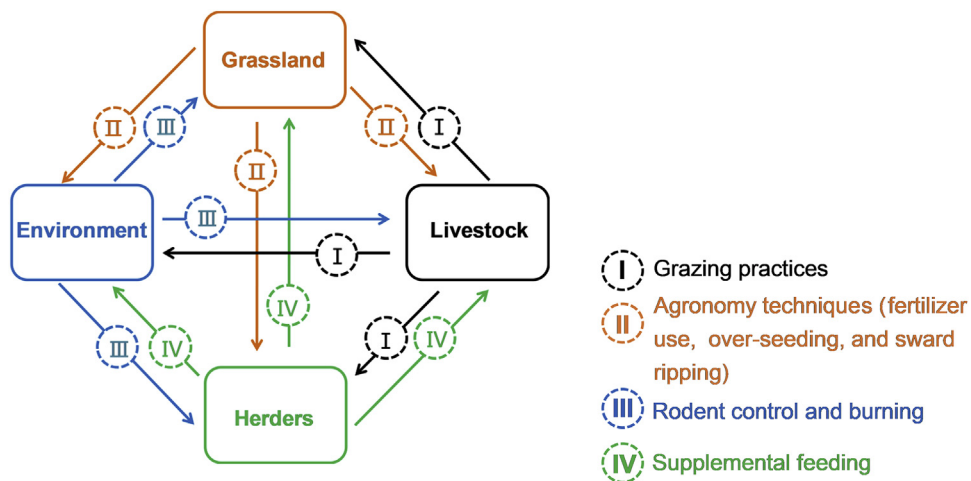 Grassland
II
III
II
I
II
Environment
III
Livestock
I
I Grazing practices
II Agronomy techniques (fertilizer
use, over-seeding, and sward
ripping)
IV
III
IV
I
IV
III Rodent control and burning
Herders
IV Supplemental feeding